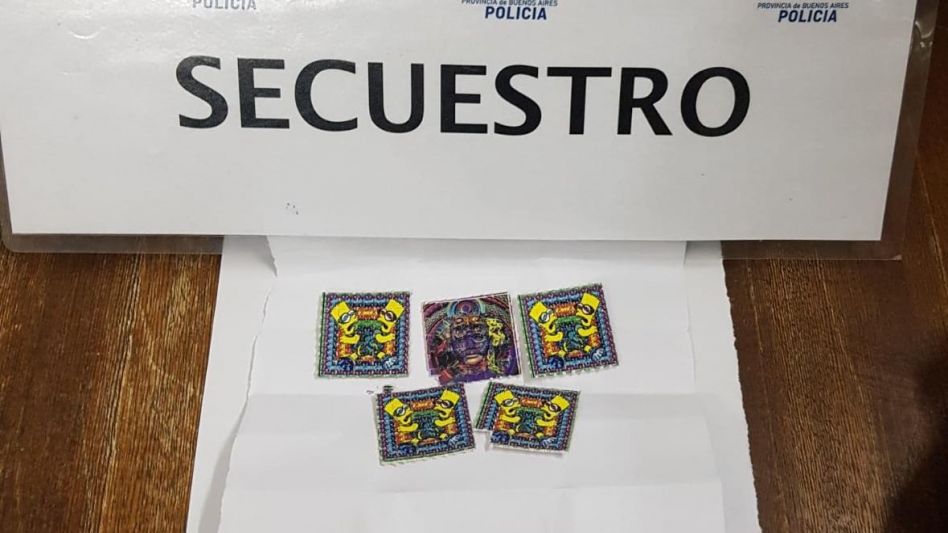 POLICIA
PROVINCIA de BUENOS AIRES
POLICIA
PROVINCIA de BUENOS AIRES
POLICIA
SECUESTRO